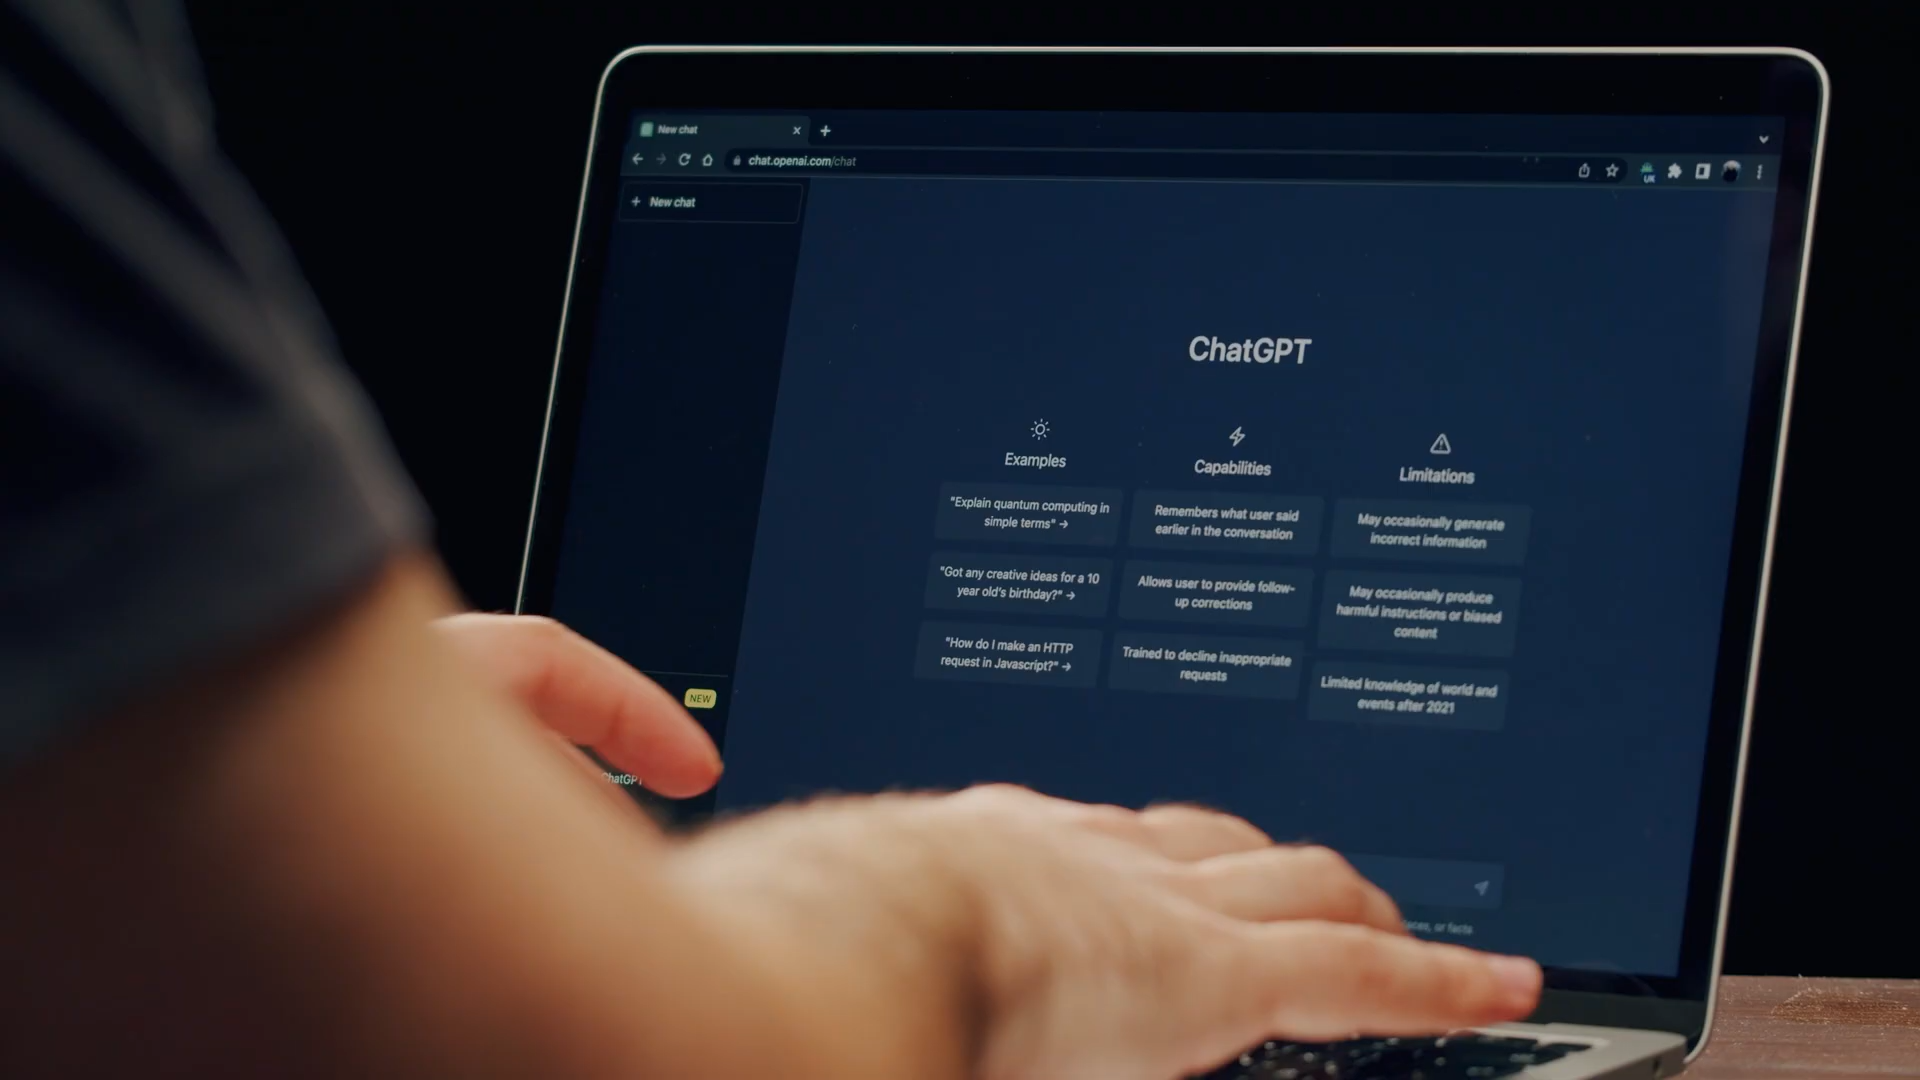 New chat
chat.openai.com/chat
UK
+ New chat
ChatGPT
Examples
"Explain quantum computing in
simple terms" →
"Got any creative ideas for a 10
year old's birthday?" →
"How do I make an HTTP
request in Javascript?" →
Capabilities
Remembers what user said
earlier in the conversation
Allows user to provide follow-
up corrections
Trained to decline inappropriate
requests
Limitations
May occasionally generate
incorrect information
May occasionally produce
harmful instructions or biased
content
Limited knowledge of world and
events after 2021
NEW
ChatGPT
or facts